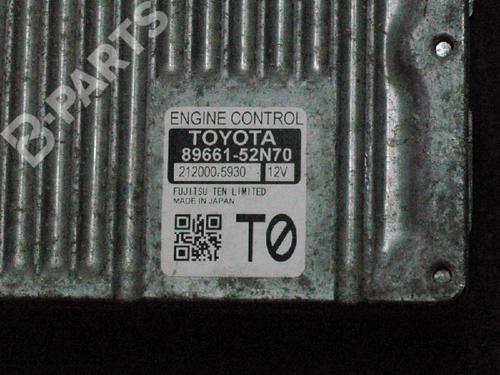 B-PARTS
ENGINE CONTROL
TOYOTA
89661-52N70
212000-5930 12V
FUJITSU TEN LIMITED
MADE IN JAPAN
T0